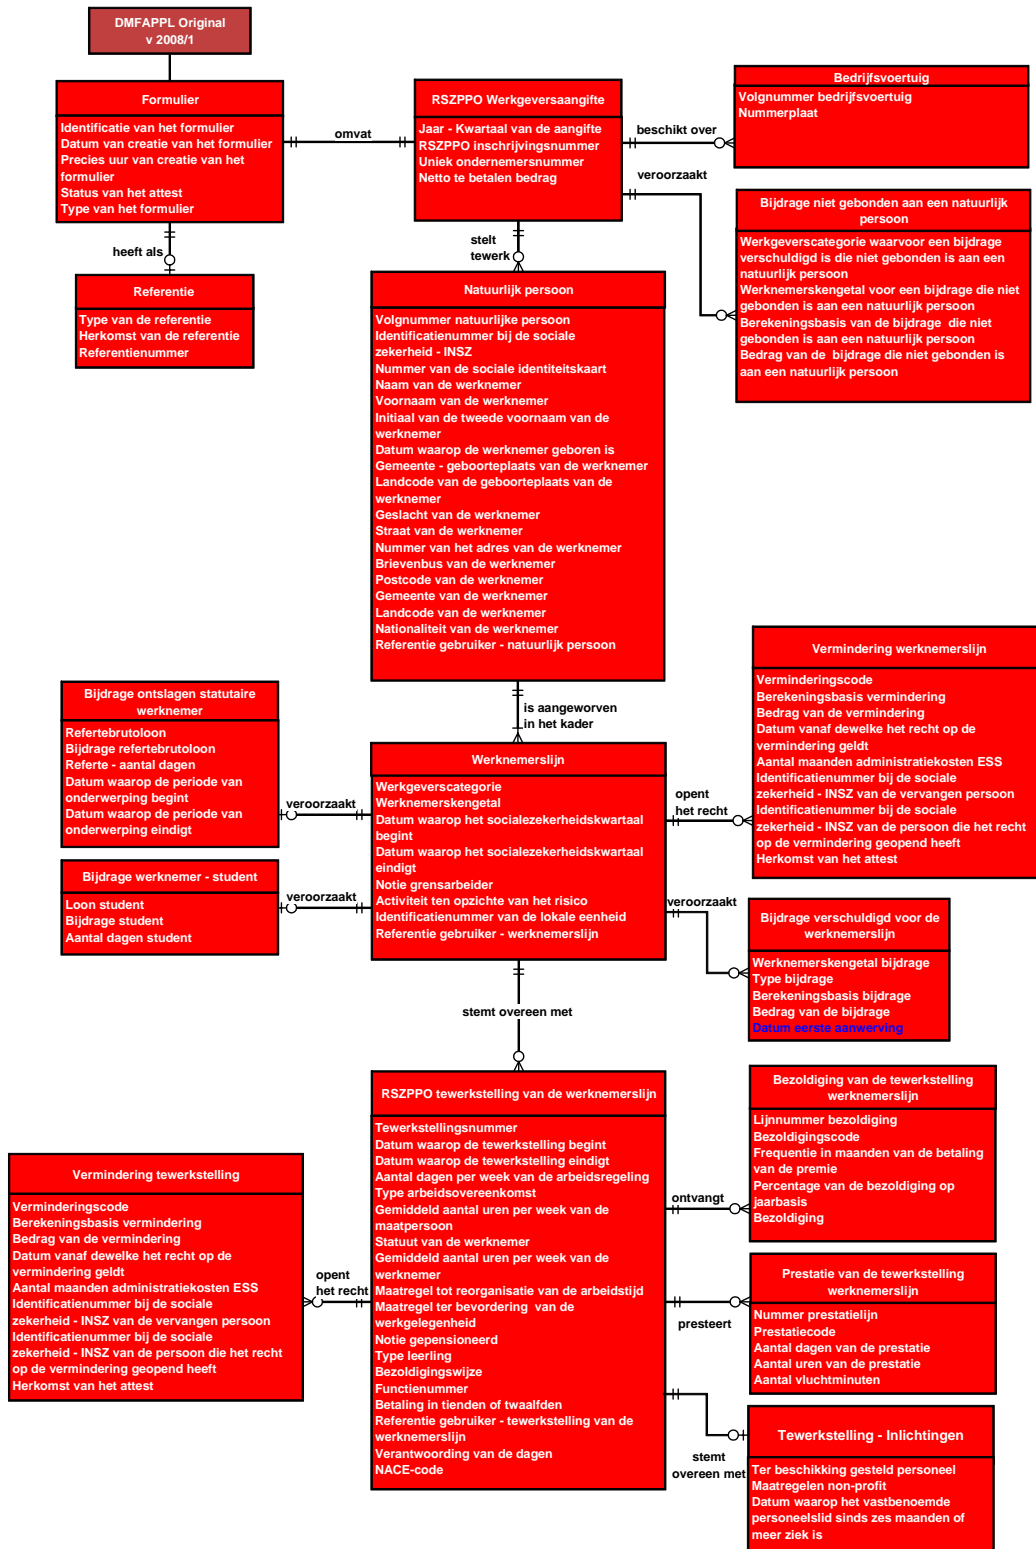 DMFAPPL Original
v 2008/1
Formulier
Identificatie van het formulier
Datum van creatie van het formulier
Precies uur van creatie van het
formulier
Status van het attest
Type van het formulier
omvat
RSZPPO Werkgeversaangifte
Jaar - Kwartaal van de aangifte
RSZPPO inschrijvingsnummer
Uniek ondernemersnummer
Netto te betalen bedrag
beschikt over
Bedrijfsvoertuig
Volgnummer bedrijfsvoertuig
Nummerplaat
veroorzaakt
Bijdrage niet gebonden aan een natuurlijk
persoon
Werkgeverscategorie waarvoor een bijdrage
verschuldigd is die niet gebonden is aan een
natuurlijk persoon
Werknemerskengetal voor een bijdrage die niet
gebonden is aan een natuurlijk persoon
Berekeningsbasis van de bijdrage  die niet
gebonden is aan een natuurlijk persoon
Bedrag van de  bijdrage die niet gebonden is
aan een natuurlijk persoon
heeft als
Referentie
Type van de referentie
Herkomst van de referentie
Referentienummer
stelt
tewerk
Natuurlijk persoon
Volgnummer natuurlijke persoon
Identificatienummer bij de sociale
zekerheid - INSZ
Nummer van de sociale identiteitskaart
Naam van de werknemer
Voornaam van de werknemer
Initiaal van de tweede voornaam van de
werknemer
Datum waarop de werknemer geboren is
Gemeente - geboorteplaats van de werknemer
Landcode van de geboorteplaats van de
werknemer
Geslacht van de werknemer
Straat van de werknemer
Nummer van het adres van de werknemer
Brievenbus van de werknemer
Postcode van de werknemer
Gemeente van de werknemer
Landcode van de werknemer
Nationaliteit van de werknemer
Referentie gebruiker - natuurlijk persoon
is aangeworven
in het kader
Bijdrage ontslagen statutaire
werknemer
Refertebrutoloon
Bijdrage refertebrutoloon
Referte - aantal dagen
Datum waarop de periode van
onderwerping begint
Datum waarop de periode van
onderwerping eindigt
veroorzaakt
Bijdrage werknemer - student
Loon student
Bijdrage student
Aantal dagen student
veroorzaakt
Werknemerslijn
Werkgeverscategorie
Werknemerskengetal
Datum waarop het socialezekerheidskwartaal
begint
Datum waarop het socialezekerheidskwartaal
eindigt
Notie grensarbeider
Activiteit ten opzichte van het risico
Identificatienummer van de lokale eenheid
Referentie gebruiker - werknemerslijn
opent
het recht
Vermindering werknemerslijn
Verminderingscode
Berekeningsbasis vermindering
Bedrag van de vermindering
Datum vanaf dewelke het recht op de
vermindering geldt
Aantal maanden administratiekosten ESS
Identificatienummer bij de sociale
zekerheid - INSZ van de vervangen persoon
Identificatienummer bij de sociale
zekerheid - INSZ van de persoon die het recht
op de vermindering geopend heeft
Herkomst van het attest
veroorzaakt
Bijdrage verschuldigd voor de
werknemerslijn
Werknemerskengetal bijdrage
Type bijdrage
Berekeningsbasis bijdrage
Bedrag van de bijdrage
Datum eerste aanwerving
stemt overeen met
RSZPPO tewerkstelling van de werknemerslijn
Tewerkstellingsnummer
Datum waarop de tewerkstelling begint
Datum waarop de tewerkstelling eindigt
Aantal dagen per week van de arbeidsregeling
Type arbeidsovereenkomst
Gemiddeld aantal uren per week van de
maatpersoon
Statuut van de werknemer
Gemiddeld aantal uren per week van de
werknemer
Maatregel tot reorganisatie van de arbeidstijd
Maatregel ter bevordering  van de
werkgelegenheid
Notie gepensioneerd
Type leerling
Bezoldigingswijze
Functienummer
Betaling in tienden of twaalfden
Referentie gebruiker - tewerkstelling van de
werknemerslijn
Verantwoording van de dagen
NACE-code
opent
het recht
Vermindering tewerkstelling
Verminderingscode
Berekeningsbasis vermindering
Bedrag van de vermindering
Datum vanaf dewelke het recht op de
vermindering geldt
Aantal maanden administratiekosten ESS
Identificatienummer bij de sociale
zekerheid - INSZ van de vervangen persoon
Identificatienummer bij de sociale
zekerheid - INSZ van de persoon die het recht
op de vermindering geopend heeft
Herkomst van het attest
ontvangt
Bezoldiging van de tewerkstelling
werknemerslijn
Lijnnummer bezoldiging
Bezoldigingscode
Frequentie in maanden van de betaling
van de premie
Percentage van de bezoldiging op
jaarbasis
Bezoldiging
presteert
Prestatie van de tewerkstelling
werknemerslijn
Nummer prestatielijn
Prestatiecode
Aantal dagen van de prestatie
Aantal uren van de prestatie
Aantal vluchtminuten
stemt
overeen met
Tewerkstelling - Inlichtingen
Ter beschikking gesteld personeel
Maatregelen non-profit
Datum waarop het vastbenoemde
personeelslid sinds zes maanden of
meer ziek is